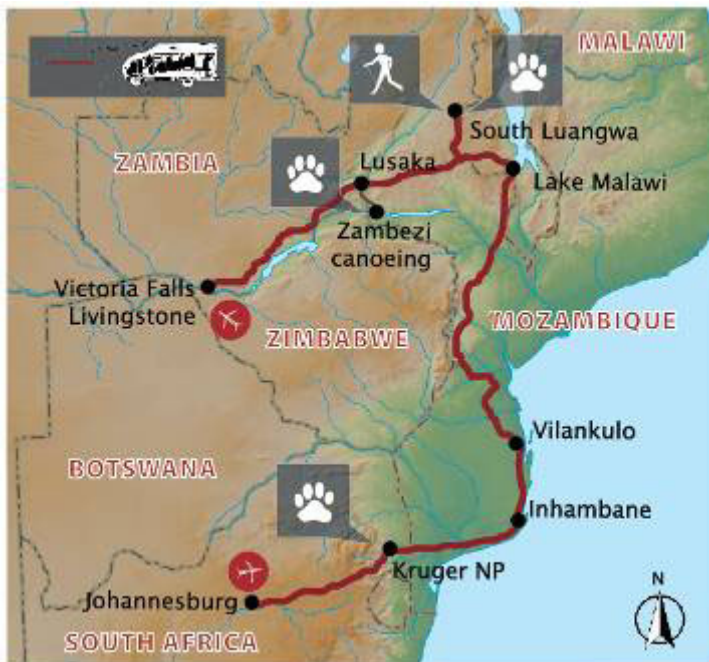 MALAWI
South Luangwa
ZAMBIA
Lusaka
Lake Malawi
Zambezi
canoeing
Victoria Falls
Livingstone
ZIMBABWE
MOZAMBIQUE
Vilankulo
BOTSWANA
Inhambane
Kruger NP
Johannesburg
SOUTH AFRICA
N